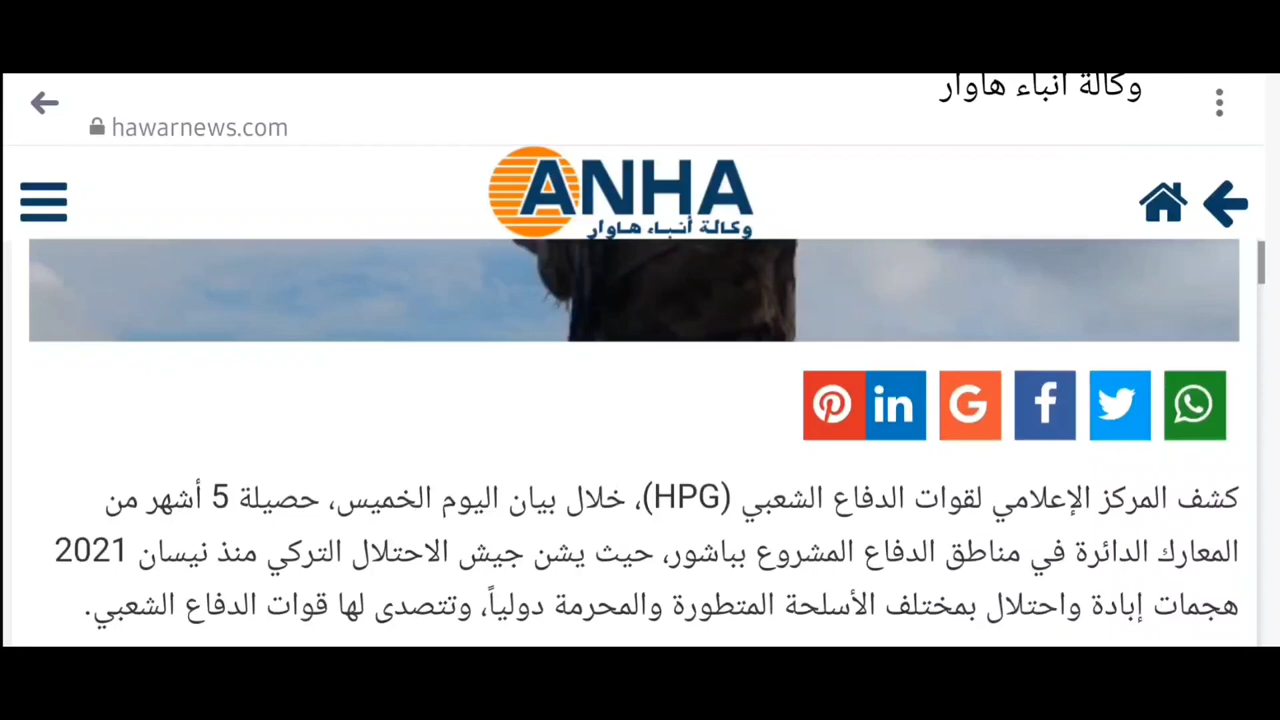 وكالة أنباء هاوار
hawarnews.com
ANHA
وكالة أنباء هاوار
كشف المركز الإعلامي لقوات الدفاع الشعبي (HPG)، خلال بيان اليوم الخميس، حصيلة 5 أشهر من
المعارك الدائرة في مناطق الدفاع المشروع بباشور، حيث يشن جيش الاحتلال التركي منذ نيسان 2021
هجمات إبادة واحتلال بمختلف الأسلحة المتطورة والمحرمة دولياً، وتتصدى لها قوات الدفاع الشعبي.